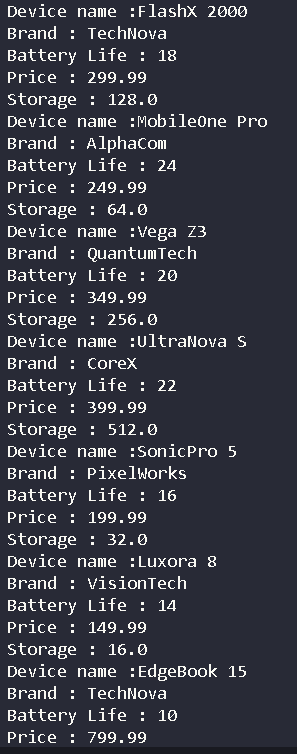 Device name :FlashX 2000
Brand : TechNova
Battery Life : 18
Price : 299.99
Storage : 128.0
Device name :MobileOne Pro
Brand : AlphaCom
Battery Life : 24
Price : 249.99
Storage : 64.0
Device name :Vega Z3
Brand : QuantumTech
Battery Life : 20
Price : 349.99
Storage : 256.0
Device name :UltraNova S
Brand : CoreX
Battery Life : 22
Price : 399.99
Storage : 512.0
Device name :SonicPro 5
Brand : PixelWorks
Battery Life : 16
Price : 199.99
Storage : 32.0
Device name :Luxora 8
Brand : VisionTech
Battery Life : 14
Price : 149.99
Storage : 16.0
Device name :EdgeBook 15
Brand : TechNova
Battery Life : 10
Price : 799.99